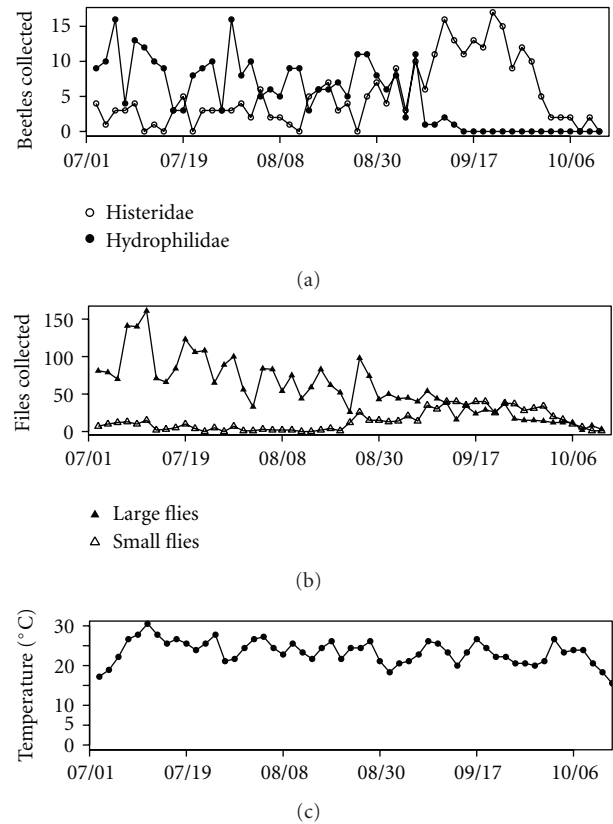 15
10
5
0
Beetles collected
07/01 07/19 08/08 08/30 09/17 10/06
Histeridae
Hydrophilidae
(a)
150
100
50
0
Files collected
07/01 07/19 08/08 08/30 09/17 10/06
Large flies
Small flies
(b)
30
20
10
5
0
Temperature (°C)
07/01 07/19 08/08 08/30 09/17 10/06
(c)